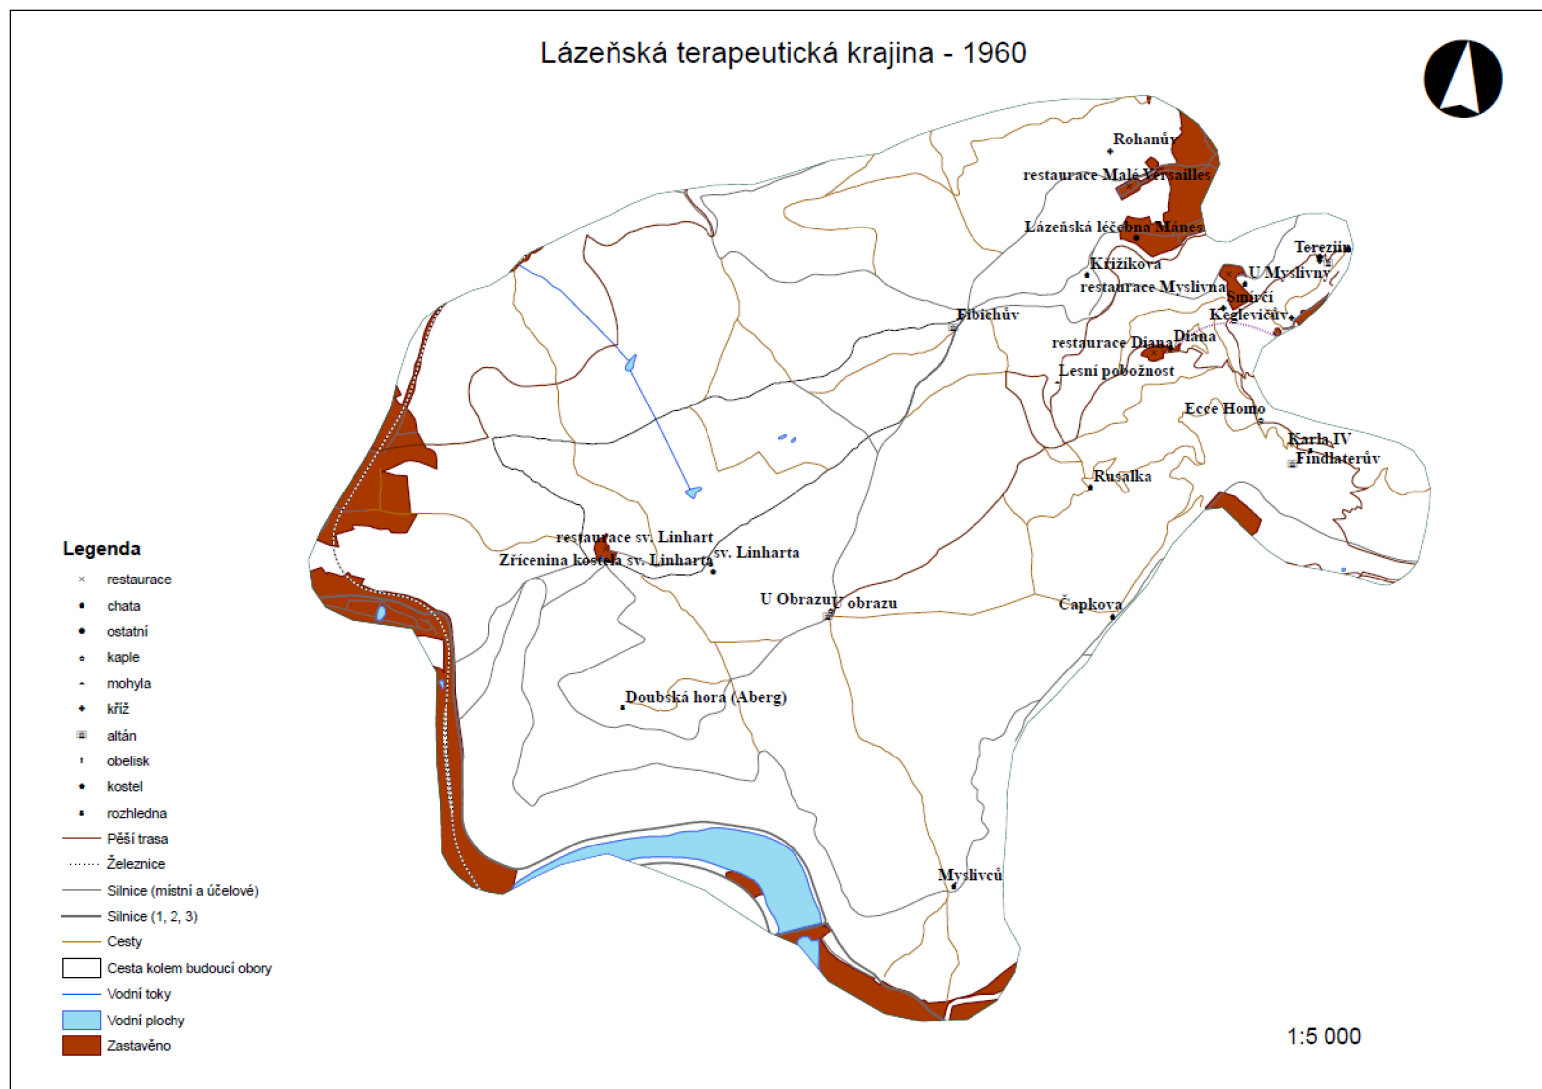 Lázeňská terapeutická krajina - 1960
Rohanův
restaurace Malé Versailles
Lázeňská léčebna Mánes
Terezjin
Křižíkova
U Myslivny
restaurace Myslivna
Smírčí
Keglevičův
Fibichův
Diana
restaurace Diana
Lesní pobožnost
Ecce Homo
Karla IV
Findlaterův
Rusalka
restaurace sv. Linhart
sv. Linharta
Zřícenina kostela sv. Linharta
U Obrazu
U obrazu
Čapkova
Doubská hora (Aberg)
Myslivců
Legenda
restaurace
chata
ostatní
kaple
mohyla
kříž
altán
obelisk
kostel
rozhledna
Pěší trasa
Železnice
Silnice (místní a účelové)
Silnice (1, 2, 3)
Cesty
Cesta kolem budoucí obory
Vodní toky
Vodní plochy
Zastavěno
1:5 000